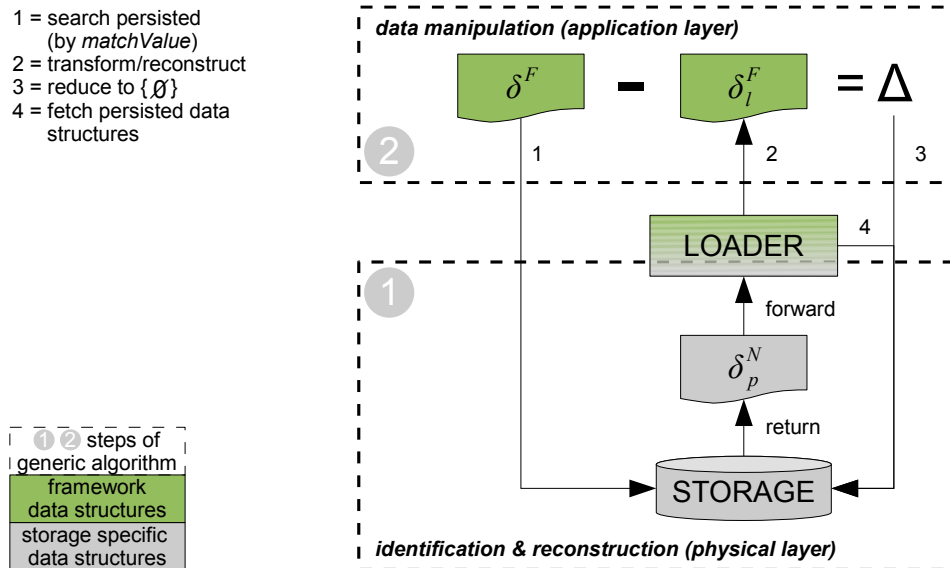 1 = search persisted
(by matchValue)
2 = transform/reconstruct
3 = reduce to {Ø}
4 = fetch persisted data
structures
data manipulation (application layer)
δ^F - δ_l^F = Δ
2
1
2
3
LOADER
4
1
forward
δ_p^N
return
STORAGE
identification & reconstruction (physical layer)
1 2 steps of
generic algorithm
framework
data structures
storage specific
data structures